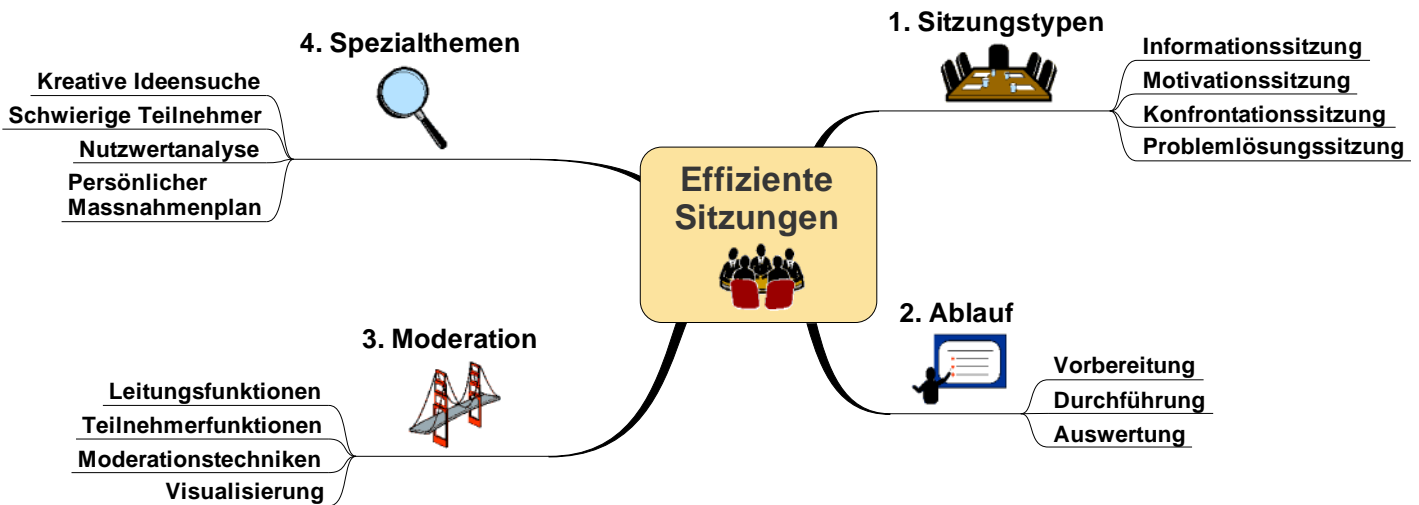 Effiziente
Sitzungen
1. Sitzungstypen
Informationssitzung
Motivationssitzung
Konfrontationssitzung
Problemlösungssitzung
2. Ablauf
Vorbereitung
Durchführung
Auswertung
3. Moderation
Leitungsfunktionen
Teilnehmerfunktionen
Moderationstechniken
Visualisierung
4. Spezialthemen
Kreative Ideensuche
Schwierige Teilnehmer
Nutzwertanalyse
Persönlicher
Massnahmenplan